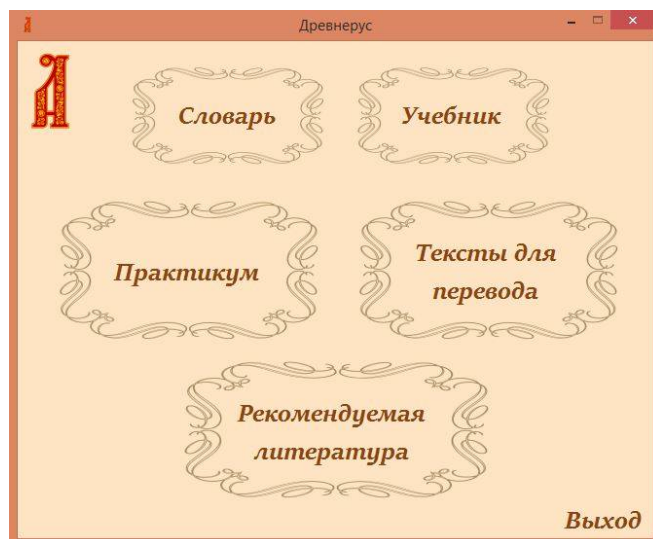 Древнерус
А
Словарь
Учебник
Практикум
Тексты для
перевода
Рекомендуемая
литература
Выход